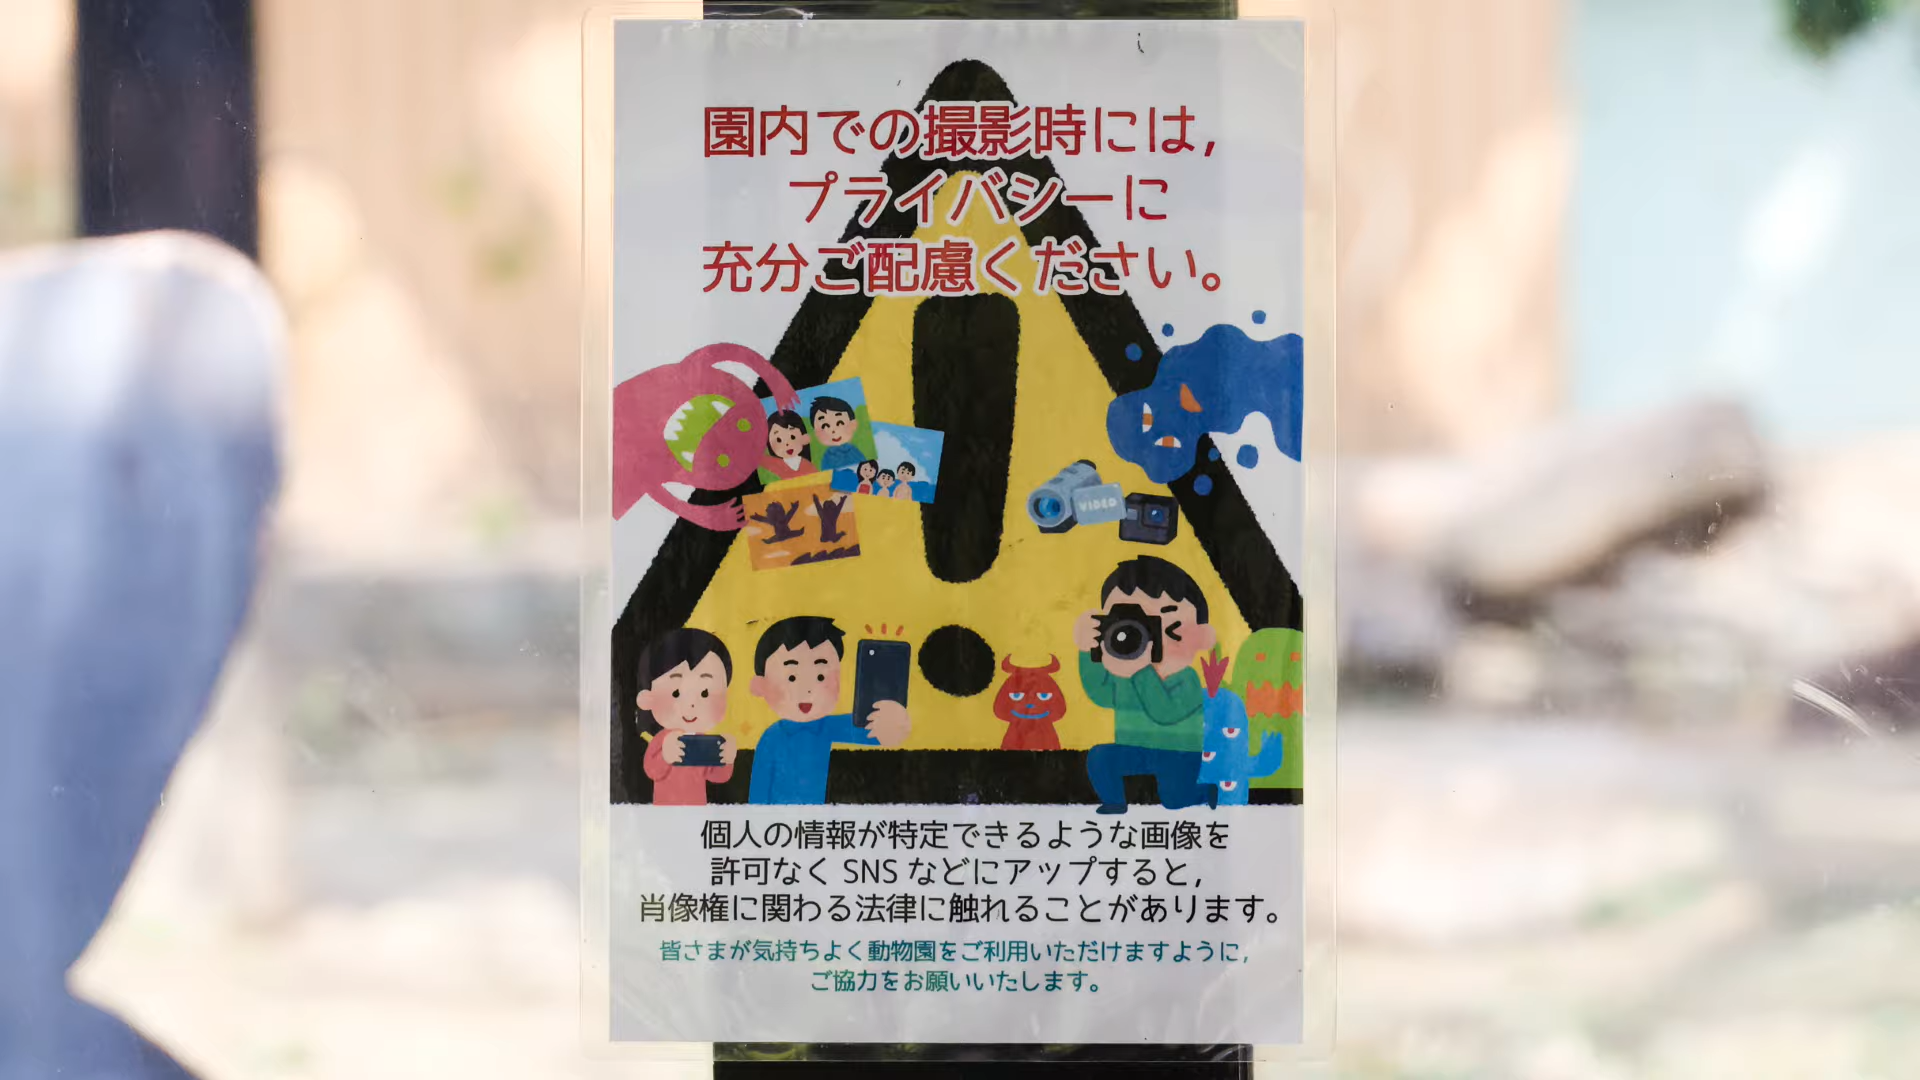 園内での撮影時には,
プライバシーに
充分ご配慮ください。
VIDEO
個人の情報が特定できるような画像を
許可なく SNS などにアップすると,
肖像権に関わる法律に触れることがあります。
皆さまが気持ちよく動物園をご利用いただけますように,
ご協力をお願いいたします。